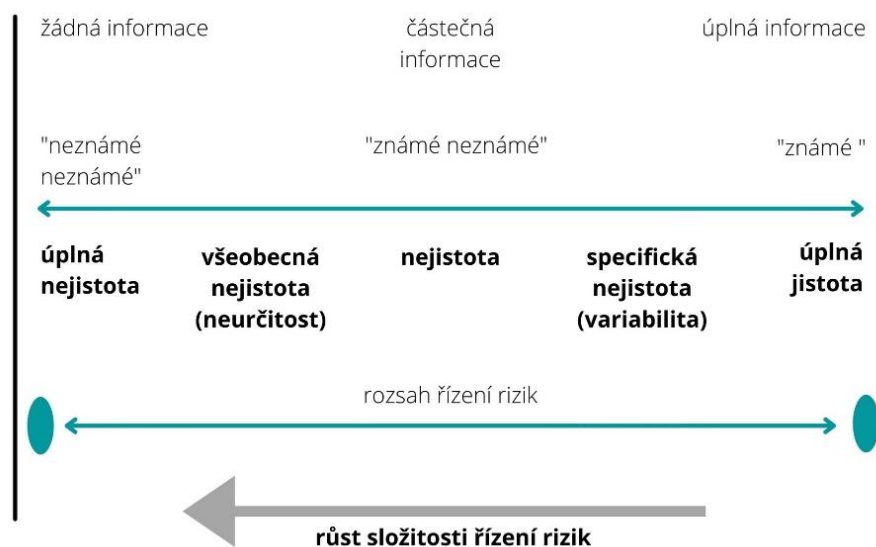 žádná informace
částečná
informace
úplná informace
"neznámé
neznámé"
"známé neznámé"
"známé "
úplná
nejistota
všeobecná
nejistota
(neurčitost)
nejistota
specifická
nejistota
(variabilita)
úplná
jistota
rozsah řízení rizik
růst složitosti řízení rizik